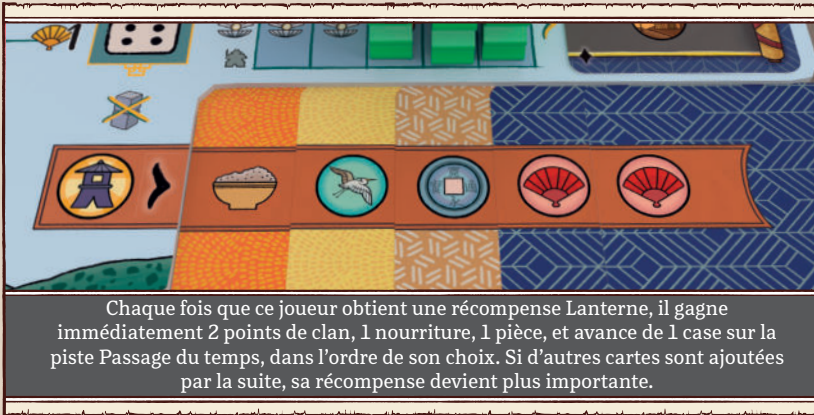 1
Chaque fois que ce joueur obtient une récompense Lanterne, il gagne
immédiatement 2 points de clan, 1 nourriture, 1 pièce, et avance de 1 case sur la
piste Passage du temps, dans l’ordre de son choix. Si d’autres cartes sont ajoutées
par la suite, sa récompense devient plus importante.